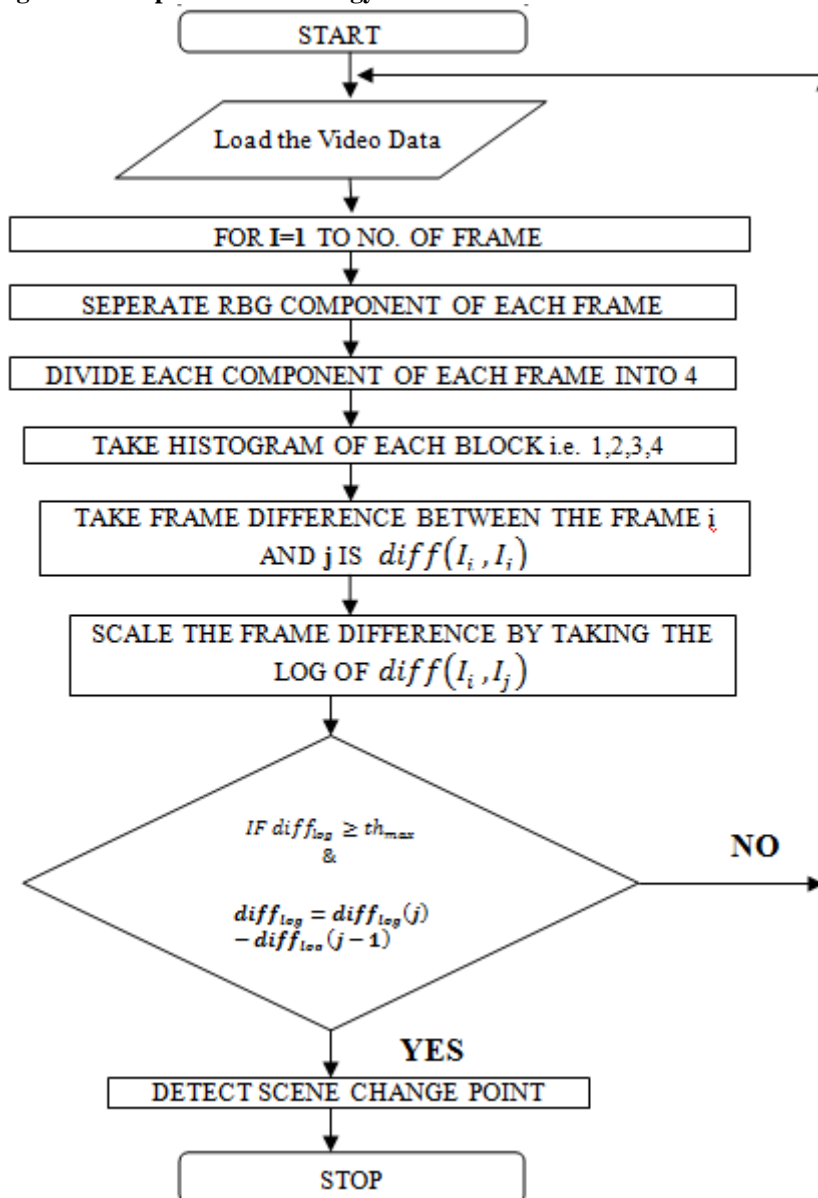 START
Load the Video Data
FOR I=1 TO NO. OF FRAME
SEPERATE RBG COMPONENT OF EACH FRAME
DIVIDE EACH COMPONENT OF EACH FRAME INTO 4
TAKE HISTOGRAM OF EACH BLOCK i.e. 1,2,3,4
TAKE FRAME DIFFERENCE BETWEEN THE FRAME i
AND j IS diff(I_i , I_i)
SCALE THE FRAME DIFFERENCE BY TAKING THE
LOG OF diff(I_i , I_j)
IF diff_log ≥ th_max
&
diff_log = diff_log(j)
− diff_log(j − 1)
NO
YES
DETECT SCENE CHANGE POINT
STOP